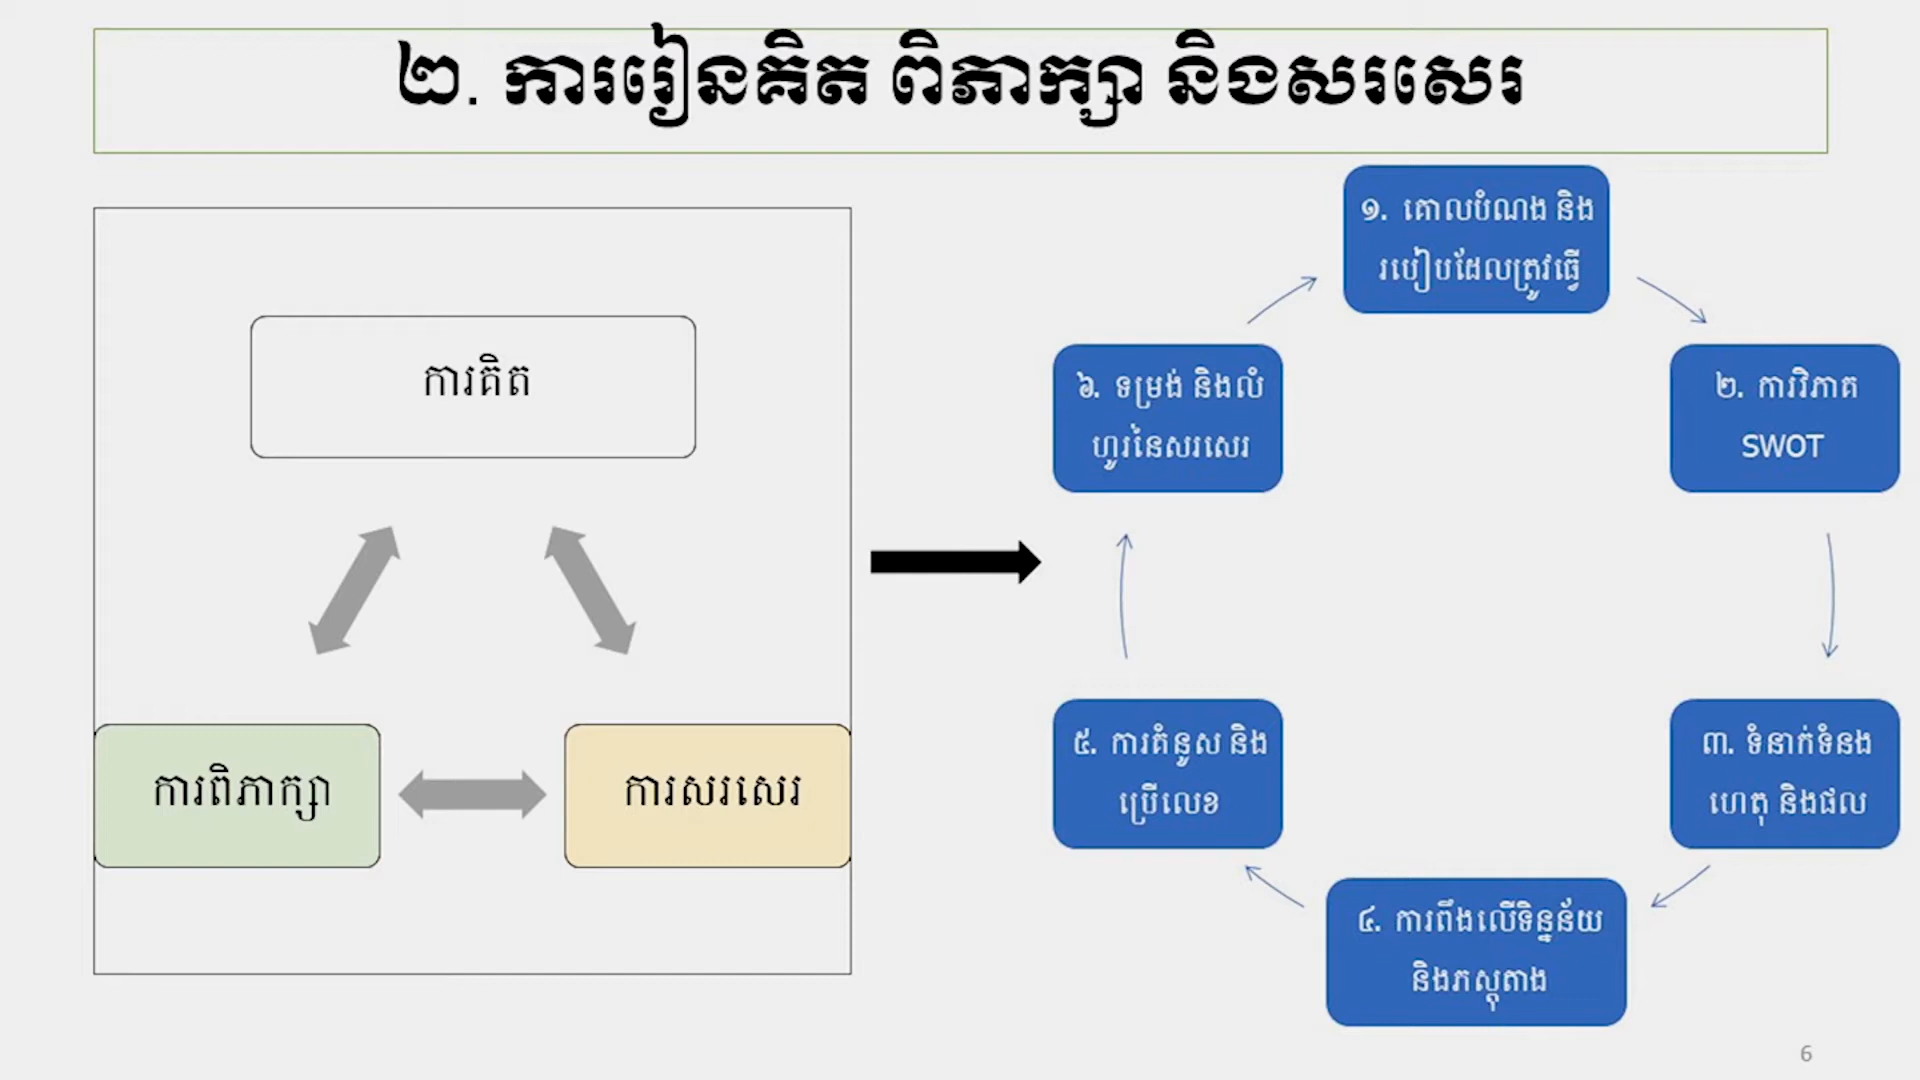 ២. ការរៀនគិត ពិភាក្សា និងសរសេរ
ការគិត
ការពិភាក្សា
ការសរសេរ
១. គោលបំណង និង
របៀបដែលត្រូវធ្វើ
២. ការវិភាគ
SWOT
៣. ទំនាក់ទំនង
ហេតុ និងផល
៤. ការពឹងលើទិន្នន័យ
និងភស្តុតាង
៥. ការគំនូស និង
ប្រើលេខ
៦. ទម្រង់ និងលំ
ហូរនៃសរសេរ
6